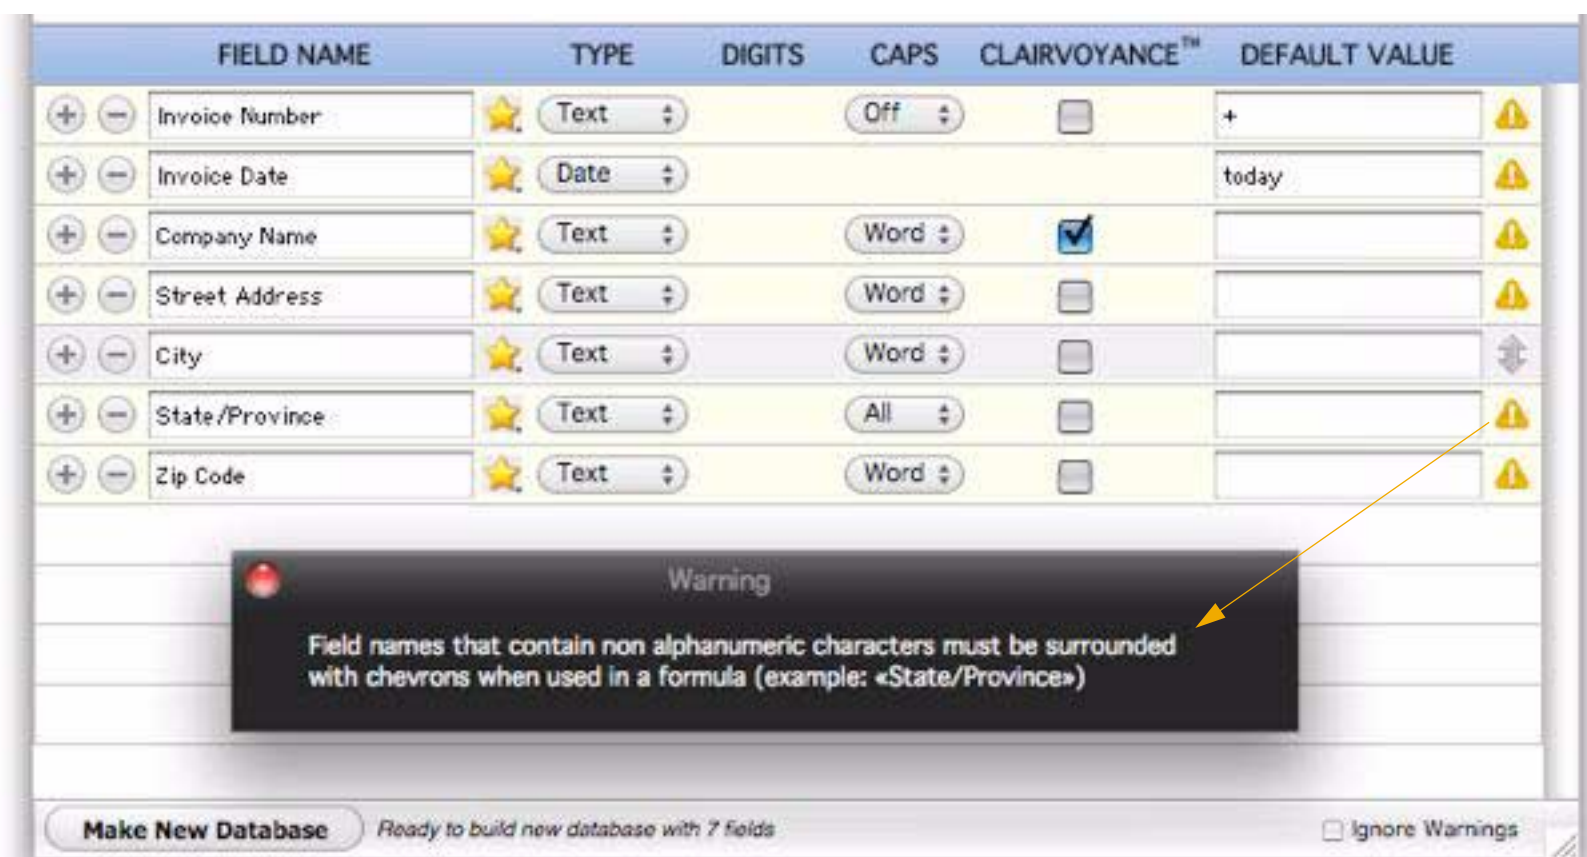 FIELD NAME TYPE DIGITS CAPS CLAIRVOYANCE™ DEFAULT VALUE
Invoice Number Text Off +
Invoice Date Date today
Company Name Text Word
Street Address Text Word
City Text Word
State/Province Text All
Zip Code Text Word
Warning
Field names that contain non alphanumeric characters must be surrounded
with chevrons when used in a formula (example: «State/Province»)
Make New Database Ready to build new database with 7 fields Ignore Warnings